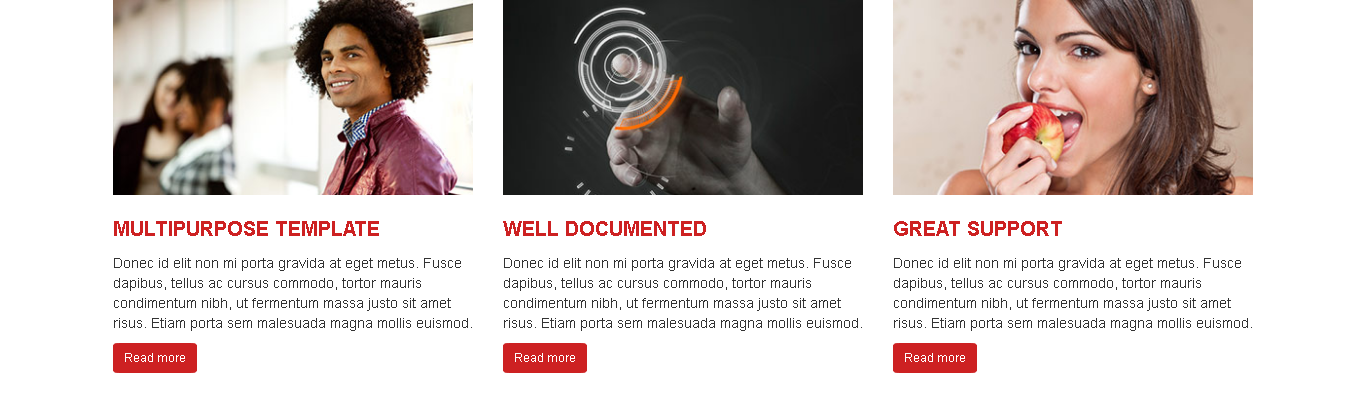 MULTIPURPOSE TEMPLATE
Donec id elit non mi porta gravida at eget metus. Fusce
dapibus, tellus ac cursus commodo, tortor mauris
condimentum nibh, ut fermentum massa justo sit amet
risus. Etiam porta sem malesuada magna mollis euismod.
Read more
WELL DOCUMENTED
Donec id elit non mi porta gravida at eget metus. Fusce
dapibus, tellus ac cursus commodo, tortor mauris
condimentum nibh, ut fermentum massa justo sit amet
risus. Etiam porta sem malesuada magna mollis euismod.
Read more
GREAT SUPPORT
Donec id elit non mi porta gravida at eget metus. Fusce
dapibus, tellus ac cursus commodo, tortor mauris
condimentum nibh, ut fermentum massa justo sit amet
risus. Etiam porta sem malesuada magna mollis euismod.
Read more